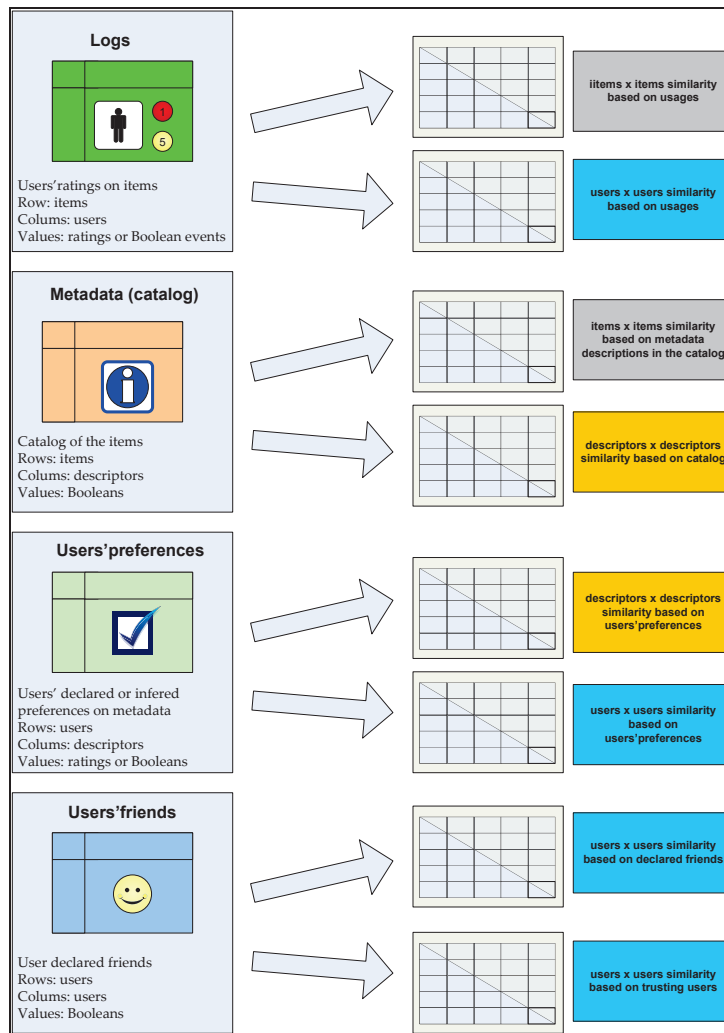 Logs
1
5
Users'ratings on items
Row: items
Colums: users
Values: ratings or Boolean events
iitems x items similarity
based on usages
users x users similarity
based on usages
Metadata (catalog)
i
Catalog of the items
Rows: items
Colums: descriptors
Values: Booleans
items x items similarity
based on metadata
descriptions in the catalog
descriptors x descriptors
similarity based on catalog
Users'preferences
Users' declared or infered
preferences on metadata
Rows: users
Colums: descriptors
Values: ratings or Booleans
descriptors x descriptors
similarity based on
users'preferences
users x users similarity
based on
users'preferences
Users'friends
User declared friends
Rows: users
Colums: users
Values: Booleans
users x users similarity
based on declared friends
users x users similarity
based on trusting users